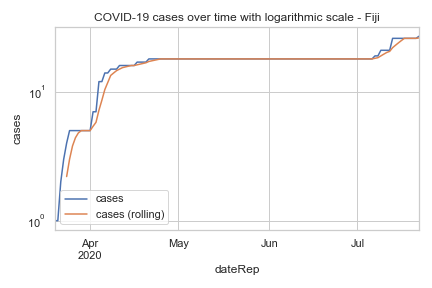 COVID-19 cases over time with logarithmic scale - Fiji
cases
10¹
10⁰
cases
cases (rolling)
Apr
2020
May
Jun
Jul
dateRep